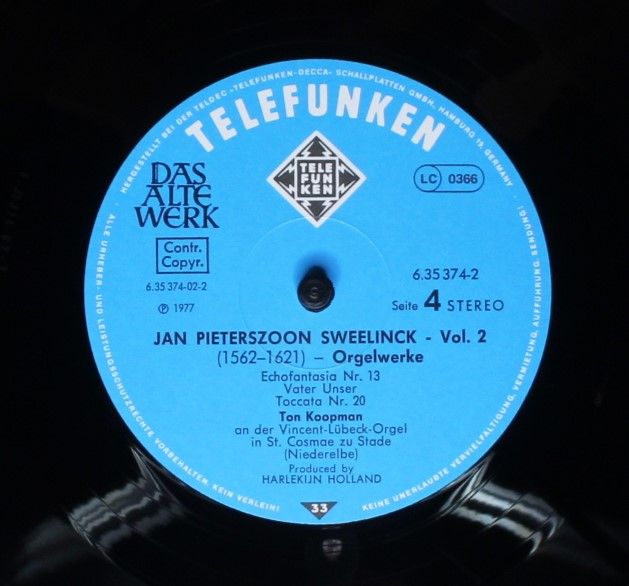 HERGESTELLT BEI DER TELDEC »TELEFUNKEN-DECCA« SCHALLPLATTEN GMBH, HAMBURG 19, GERMANY ·
TELEFUNKEN
TELE
FUN
KEN
DAS
ALTE
WERK
LC 0366
Contr.
Copyr.
6.35 374-02-2
℗ 1977
6.35 374-2
Seite 4 STEREO
JAN PIETERSZOON SWEELINCK - Vol. 2
(1562–1621) – Orgelwerke
Echofantasia Nr. 13
Vater Unser
Toccata Nr. 20
Ton Koopman
an der Vincent-Lübeck-Orgel
in St. Cosmae zu Stade
(Niederelbe)
Produced by
HARLEKIJN HOLLAND
33
ALLE URHEBER- UND LEISTUNGSSCHUTZRECHTE VORBEHALTEN. KEIN VERLEIH!
KEINE UNERLAUBTE VERVIELFÄLTIGUNG, VERMIETUNG, AUFFÜHRUNG, SENDUNG!